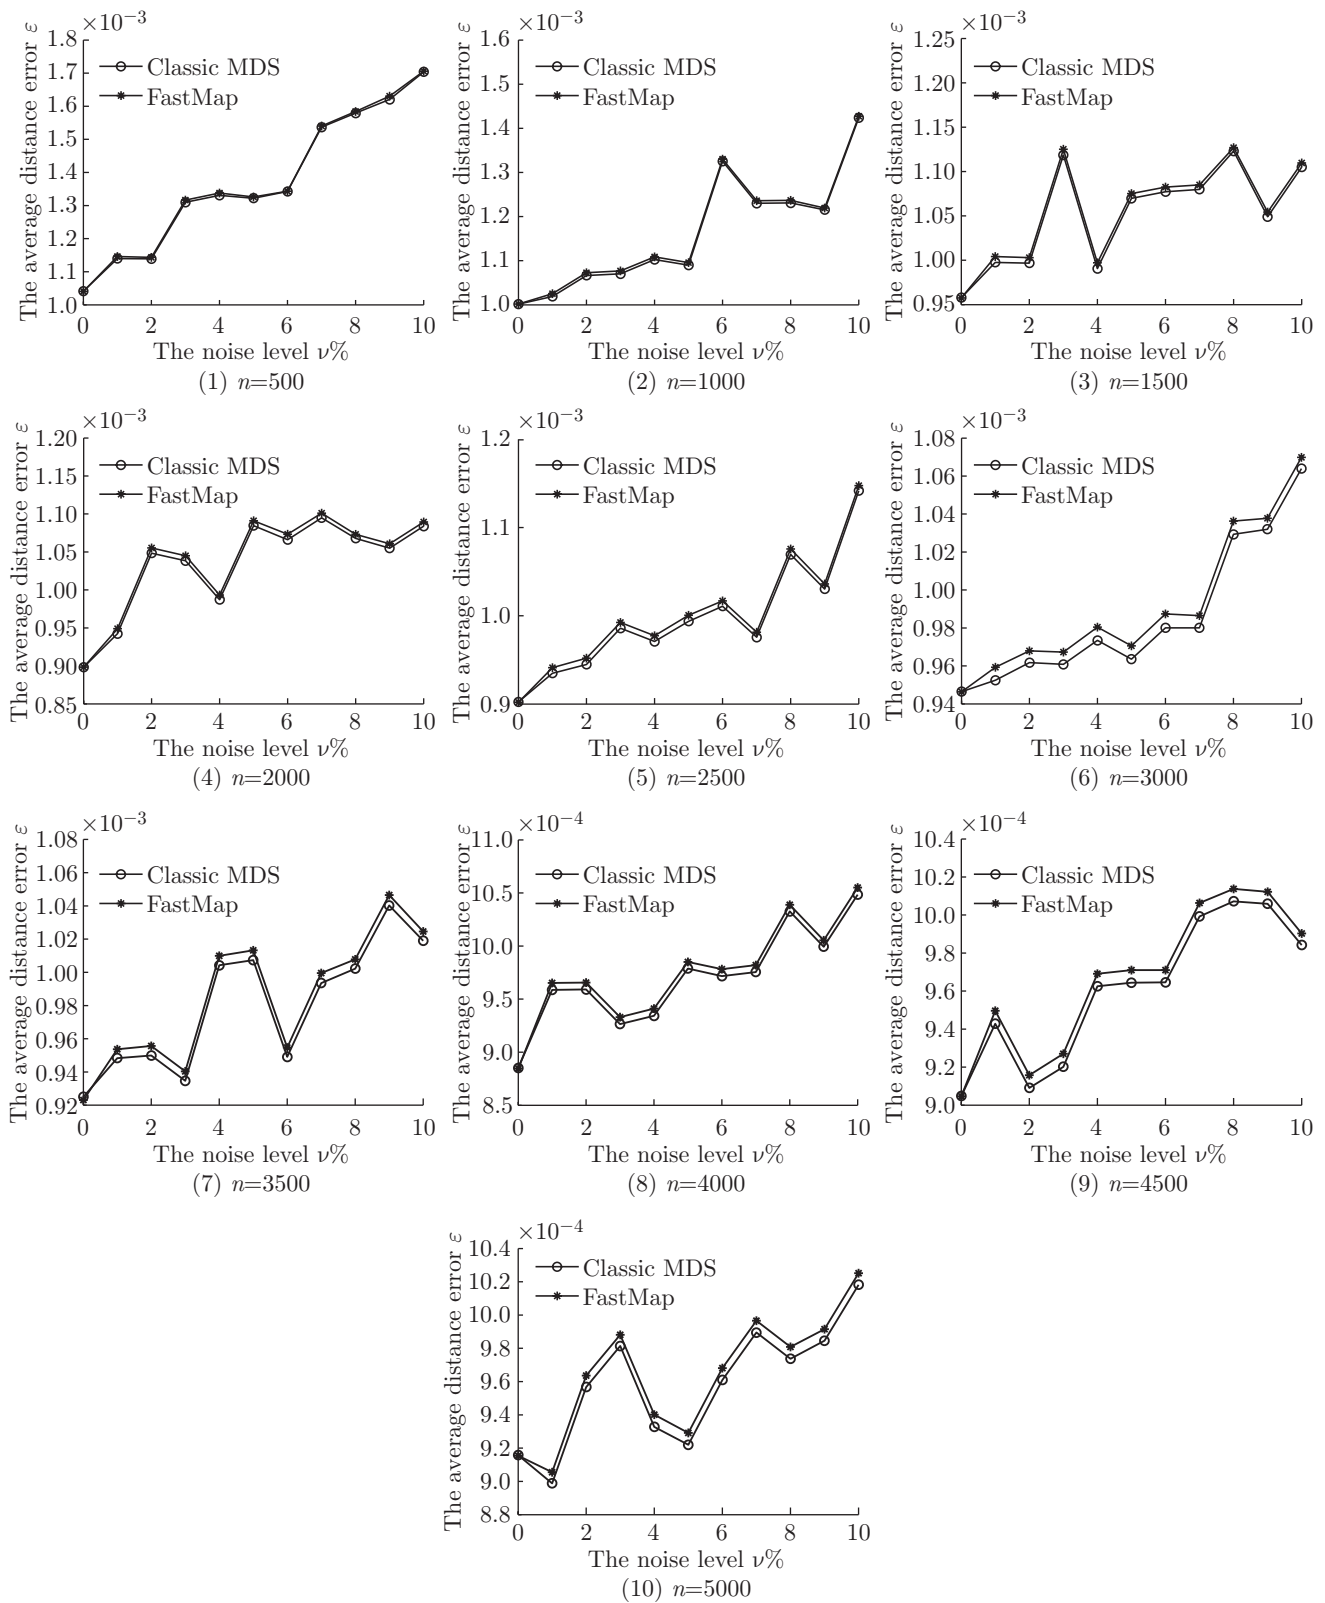 ×10⁻³
The average distance error ε
1.8
1.7
1.6
1.5
1.4
1.3
1.2
1.1
1.0
Classic MDS
FastMap
0 2 4 6 8 10
The noise level ν%
(1) n=500
×10⁻³
The average distance error ε
1.6
1.5
1.4
1.3
1.2
1.1
1.0
Classic MDS
FastMap
0 2 4 6 8 10
The noise level ν%
(2) n=1000
×10⁻³
The average distance error ε
1.25
1.20
1.15
1.10
1.05
1.00
0.95
Classic MDS
FastMap
0 2 4 6 8 10
The noise level ν%
(3) n=1500
×10⁻³
The average distance error ε
1.20
1.15
1.10
1.05
1.00
0.95
0.90
0.85
Classic MDS
FastMap
0 2 4 6 8 10
The noise level ν%
(4) n=2000
×10⁻³
The average distance error ε
1.2
1.1
1.0
0.9
Classic MDS
FastMap
0 2 4 6 8 10
The noise level ν%
(5) n=2500
×10⁻³
The average distance error ε
1.08
1.06
1.04
1.02
1.00
0.98
0.96
0.94
Classic MDS
FastMap
0 2 4 6 8 10
The noise level ν%
(6) n=3000
×10⁻³
The average distance error ε
1.08
1.06
1.04
1.02
1.00
0.98
0.96
0.94
0.92
Classic MDS
FastMap
0 2 4 6 8 10
The noise level ν%
(7) n=3500
×10⁻⁴
The average distance error ε
11.0
10.5
10.0
9.5
9.0
8.5
Classic MDS
FastMap
0 2 4 6 8 10
The noise level ν%
(8) n=4000
×10⁻⁴
The average distance error ε
10.4
10.2
10.0
9.8
9.6
9.4
9.2
9.0
Classic MDS
FastMap
0 2 4 6 8 10
The noise level ν%
(9) n=4500
×10⁻⁴
The average distance error ε
10.4
10.2
10.0
9.8
9.6
9.4
9.2
9.0
8.8
Classic MDS
FastMap
0 2 4 6 8 10
The noise level ν%
(10) n=5000